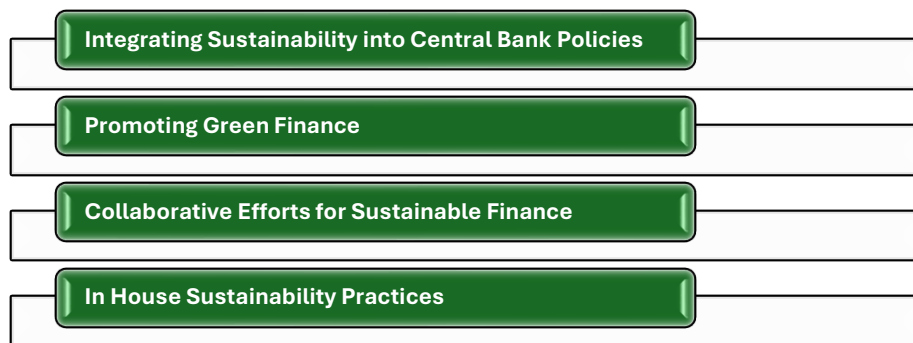 Integrating Sustainability into Central Bank Policies
Promoting Green Finance
Collaborative Efforts for Sustainable Finance
In House Sustainability Practices